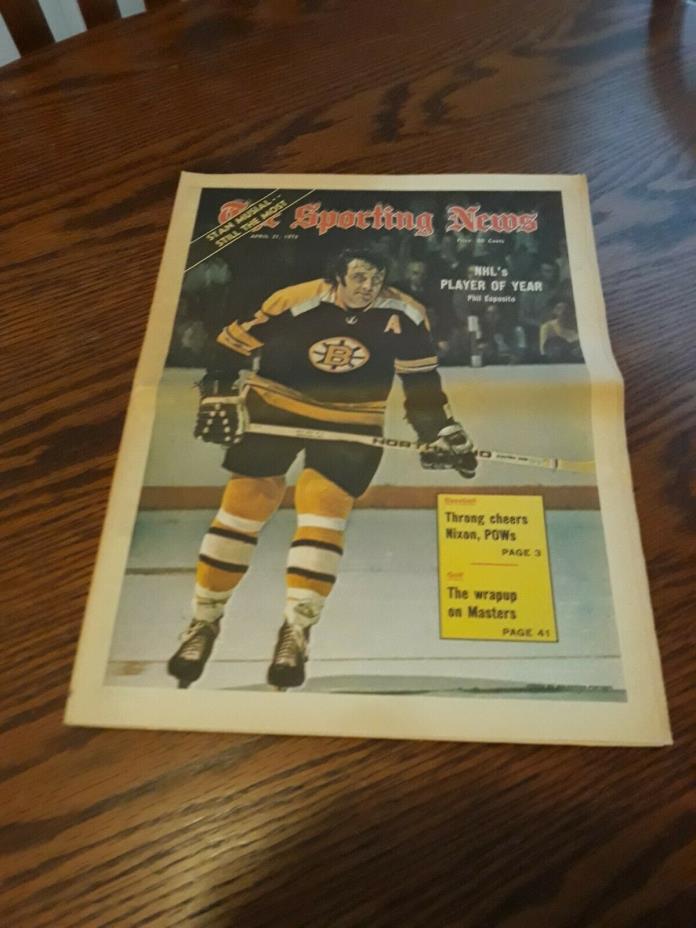 The Sporting News
STAN MUSIAL--
STILL THE MOST
APRIL 21, 1973
Price: 50 Cents
NHL's
PLAYER OF YEAR
Phil Esposito
A
B
NORTH
Baseball
Throng cheers
Nixon, POWs
PAGE 3
Golf
The wrapup
on Masters
PAGE 41